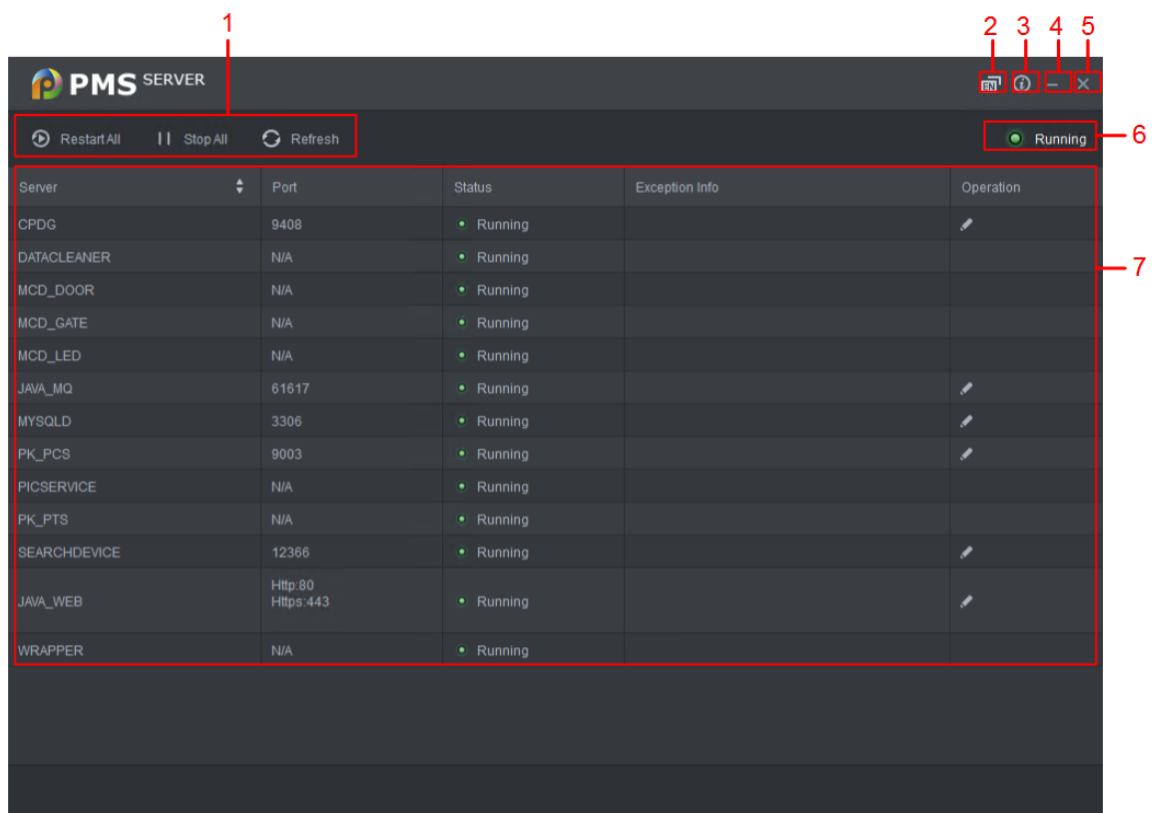 1
2 3 4 5
PMS SERVER
EN
Restart All Stop All Refresh
Running 6
Server Port Status Exception Info Operation
CPDG 9408 Running
DATACLEANER N/A Running
7
MCD_DOOR N/A Running
MCD_GATE N/A Running
MCD_LED N/A Running
JAVA_MQ 61617 Running
MYSQLD 3306 Running
PK_PCS 9003 Running
PICSERVICE N/A Running
PK_PTS N/A Running
SEARCHDEVICE 12366 Running
Http:80
JAVA_WEB Https:443 Running
WRAPPER N/A Running